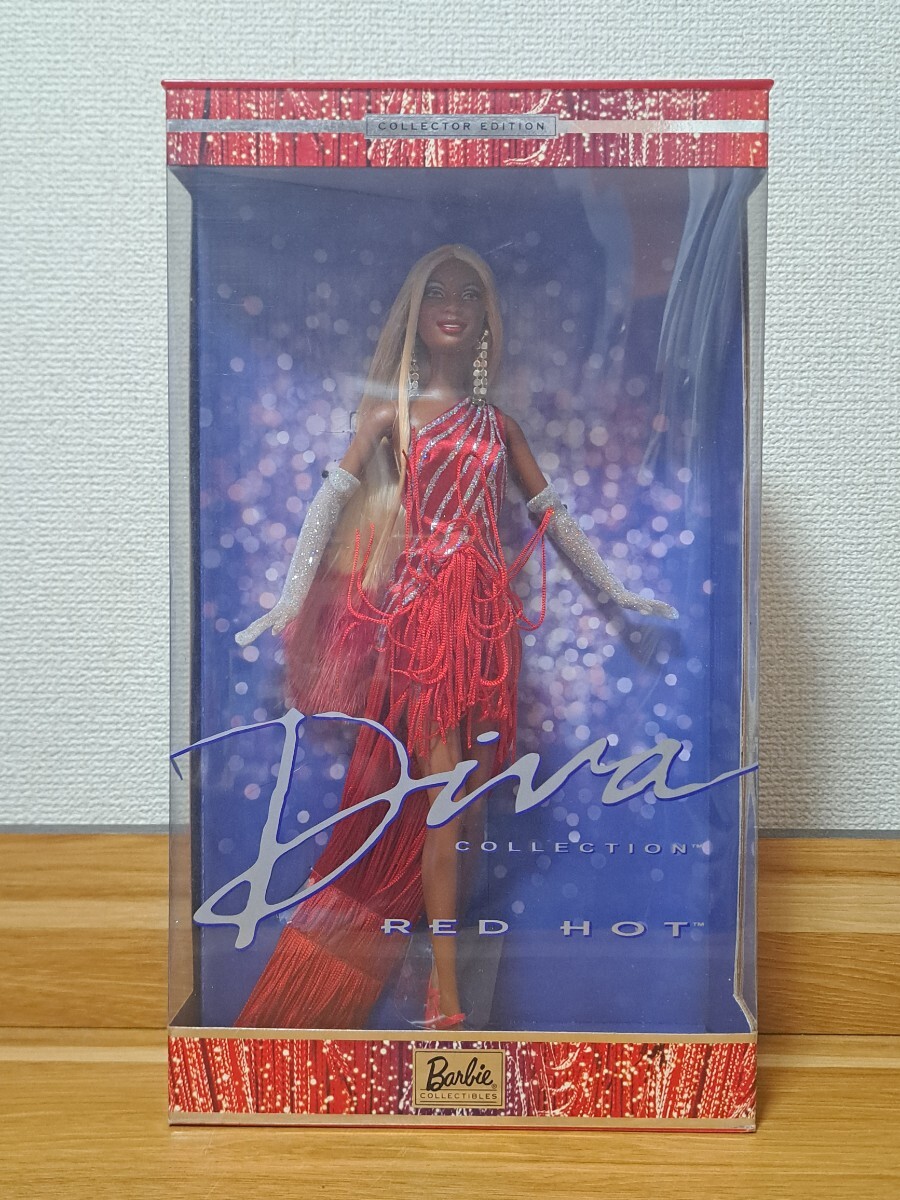 COLLECTOR EDITION
Diva
COLLECTION™
RED HOT™
Barbie®
COLLECTIBLES